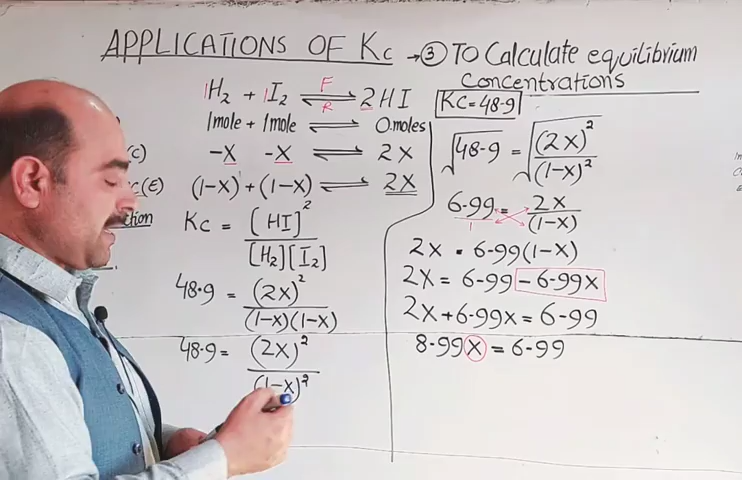 APPLICATIONS OF Kc → ③ TO Calculate equilibrium
Concentrations
1H₂ + 1I₂ ⇌ 2HI
F
R
1mole + 1mole ⇌ 0.moles
-X -X ⇌ 2X
(1-X) + (1-X) ⇌ 2X
Kc = [HI]²
[H₂][I₂]
48.9 = (2X)²
(1-X)(1-X)
48.9 = (2X)²
(1-X)²
KC=48.9
√48.9 = √(2X)²
(1-X)²
6.99 = 2X
1 (1-X)
2X = 6.99(1-X)
2X = 6.99 - 6.99X
2X + 6.99X = 6.99
8.99X = 6.99
(C)
C(E)